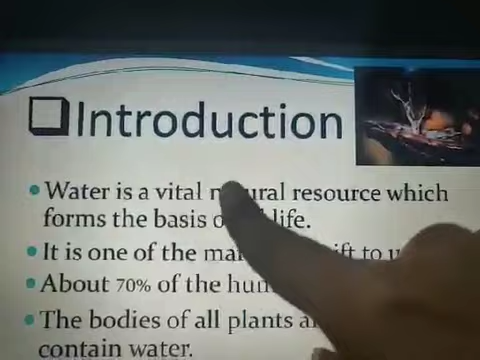 Introduction
Water is a vital natural resource which
forms the basis of life.
It is one of the
About 70% of the
The bodies of all plants
contain water.